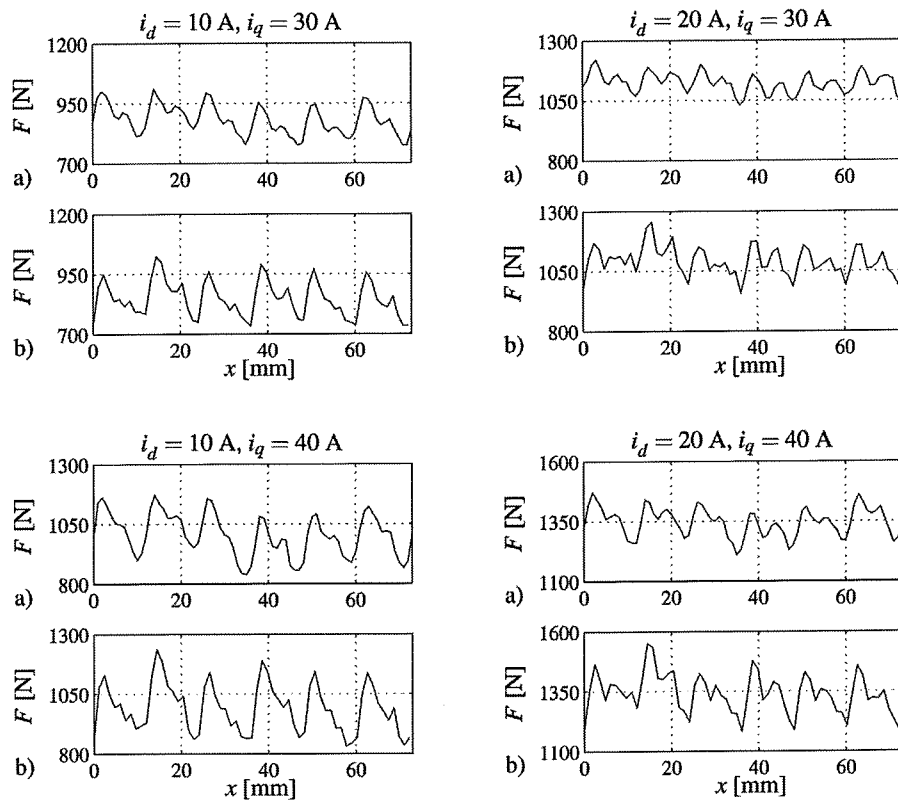 i_d = 10 A, i_q = 30 A
1200
950
700
F [N]
a)
0 20 40 60
1200
950
700
F [N]
b)
0 20 40 60
x [mm]
i_d = 20 A, i_q = 30 A
1300
1050
800
F [N]
a)
0 20 40 60
1300
1050
800
F [N]
b)
0 20 40 60
x [mm]
i_d = 10 A, i_q = 40 A
1300
1050
800
F [N]
a)
0 20 40 60
1300
1050
800
F [N]
b)
0 20 40 60
x [mm]
i_d = 20 A, i_q = 40 A
1600
1350
1100
F [N]
a)
0 20 40 60
1600
1350
1100
F [N]
b)
0 20 40 60
x [mm]